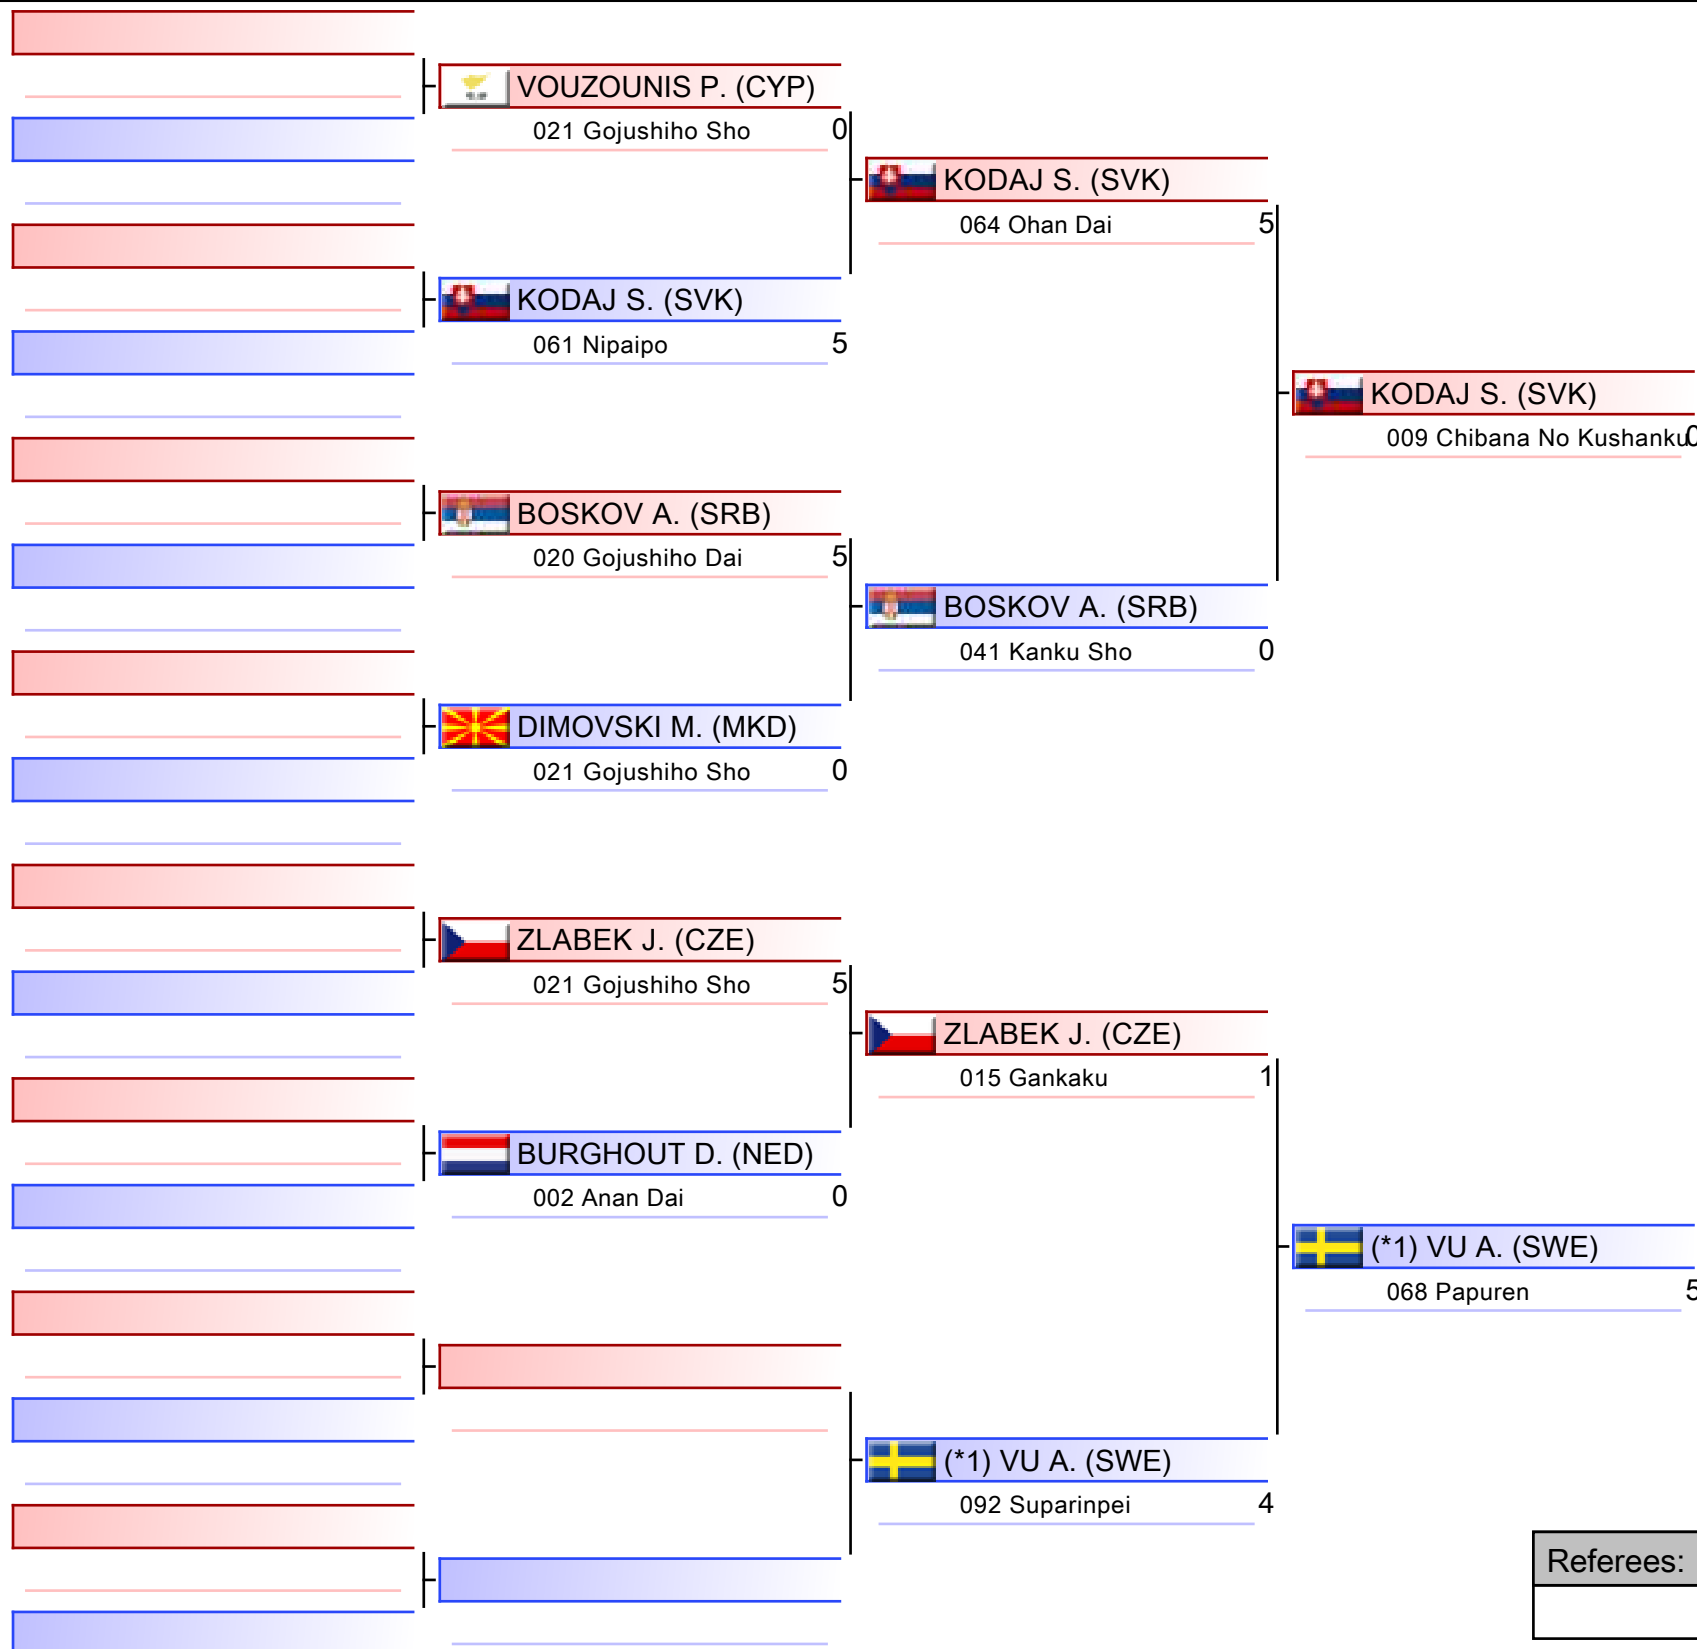 VOUZOUNIS P. (CYP)
021 Gojushiho Sho 0
KODAJ S. (SVK)
064 Ohan Dai 5
KODAJ S. (SVK)
061 Nipaipo 5
KODAJ S. (SVK)
009 Chibana No Kushanku 0
BOSKOV A. (SRB)
020 Gojushiho Dai 5
BOSKOV A. (SRB)
041 Kanku Sho 0
DIMOVSKI M. (MKD)
021 Gojushiho Sho 0
ZLABEK J. (CZE)
021 Gojushiho Sho 5
ZLABEK J. (CZE)
015 Gankaku 1
BURGHOUT D. (NED)
002 Anan Dai 0
(*1) VU A. (SWE)
068 Papuren 5
(*1) VU A. (SWE)
092 Suparinpei 4
Referees: